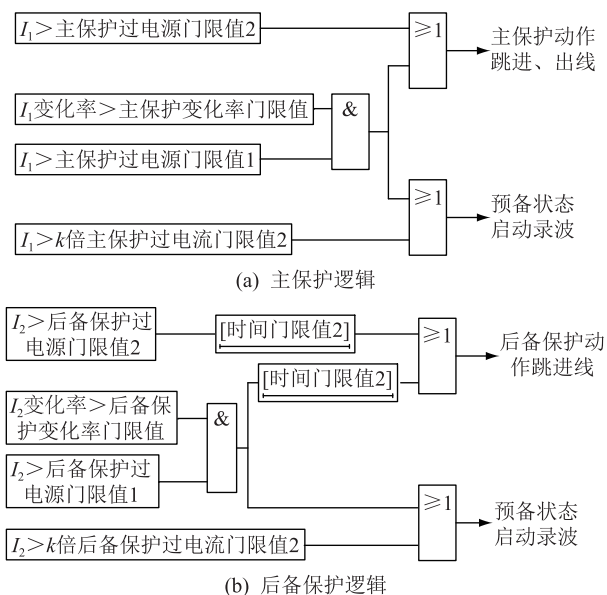 I₁>主保护过电源门限值2
≥1
主保护动作
跳进、出线
I₁变化率>主保护变化率门限值
&
I₁>主保护过电源门限值1
≥1
预备状态
启动录波
I₁>k倍主保护过电流门限值2
(a) 主保护逻辑
I₂>后备保护过
电源门限值2
[时间门限值2]
≥1
后备保护动
作跳进线
[时间门限值2]
I₂变化率>后备保
护变化率门限值
&
I₂>后备保护过
电源门限值1
≥1
预备状态
启动录波
I₂>k倍后备保护过电流门限值2
(b) 后备保护逻辑